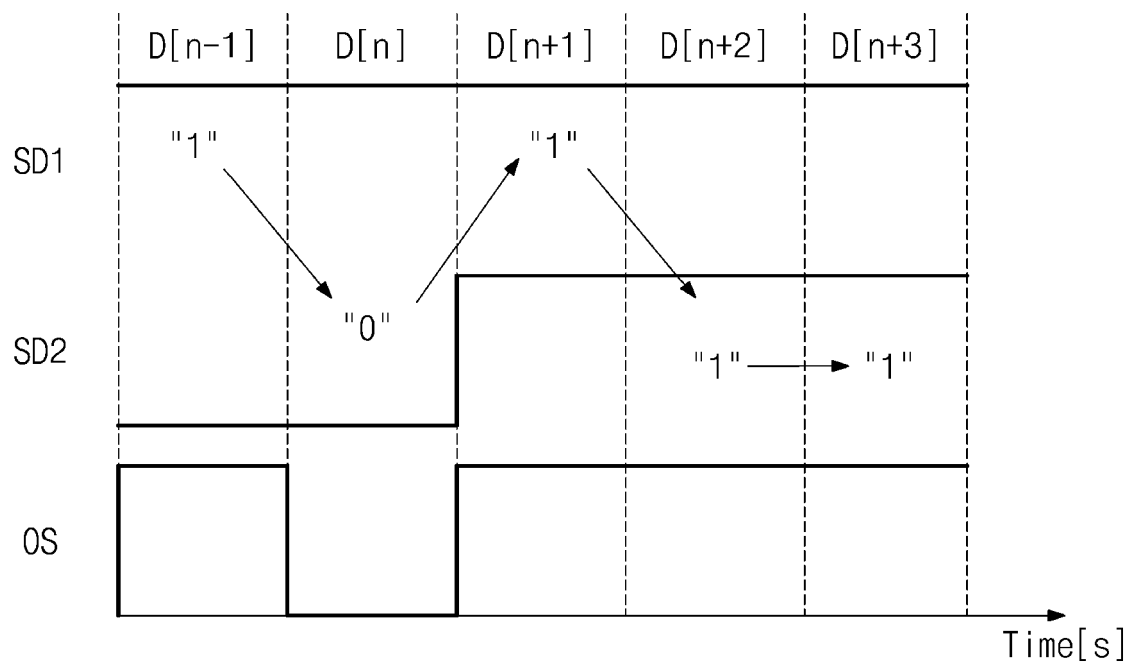 D[n-1] D[n] D[n+1] D[n+2] D[n+3]
SD1 "1" "1"
SD2 "0"
"1" "1"
OS
Time[s]